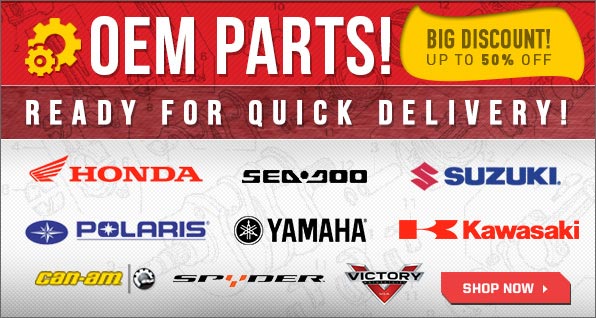 OEM PARTS!
BIG DISCOUNT!
UP TO 50% OFF
READY FOR QUICK DELIVERY!
HONDA
SEA-DOO
SUZUKI
POLARIS
YAMAHA
Kawasaki
can-am
SPYDER
VICTORY
SHOP NOW